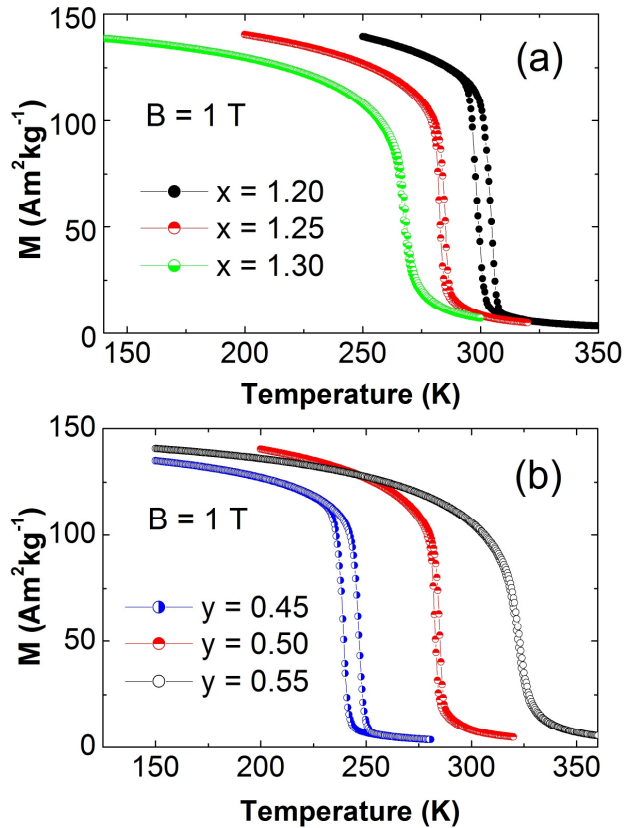 (a)
150
100
50
0
M (Am²kg⁻¹)
B = 1 T
x = 1.20
x = 1.25
x = 1.30
150 200 250 300 350
Temperature (K)
(b)
150
100
50
0
M (Am²kg⁻¹)
B = 1 T
y = 0.45
y = 0.50
y = 0.55
150 200 250 300 350
Temperature (K)